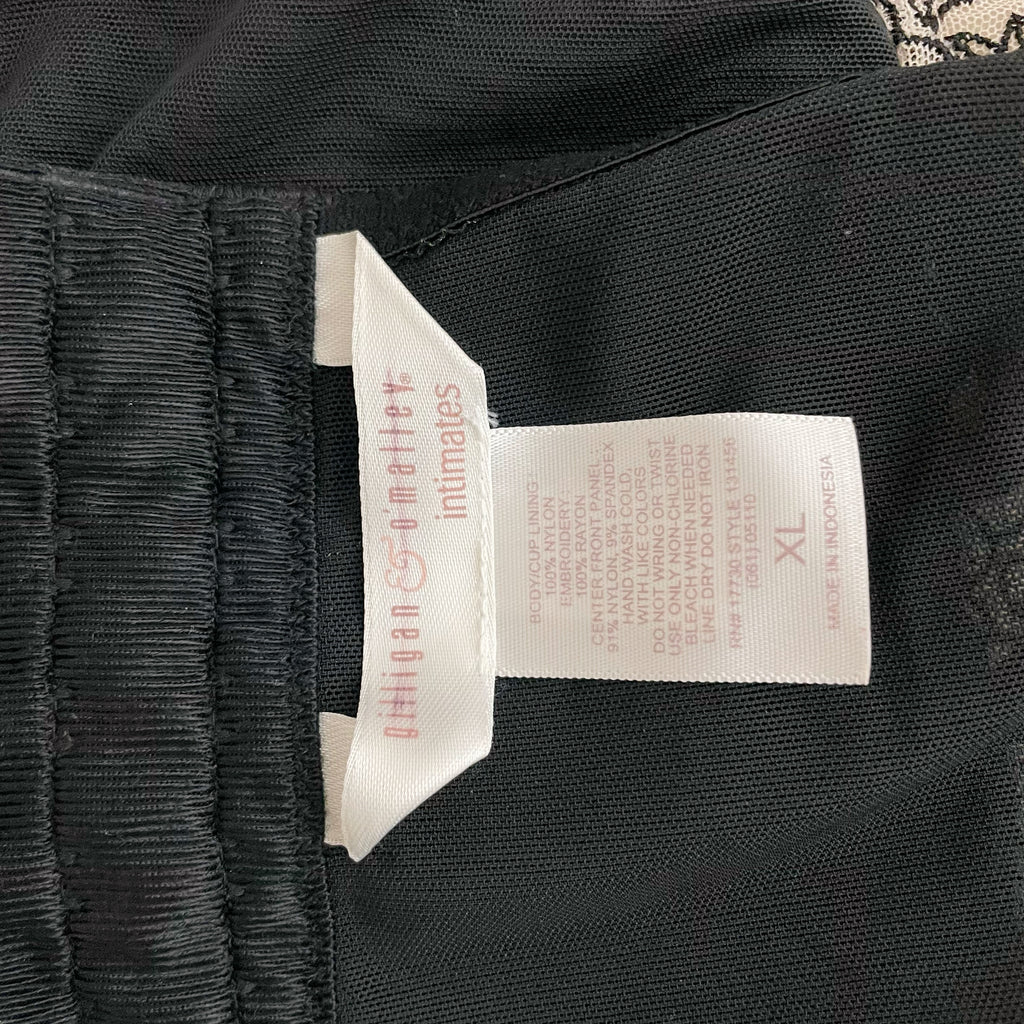 gilligan & o'malley®
intimates
BODY/CUP LINING:
100% NYLON
EMBROIDERY:
100% RAYON
CENTER FRONT PANEL:
91% NYLON, 9% SPANDEX
HAND WASH COLD,
WITH LIKE COLORS
DO NOT WRING OR TWIST
USE ONLY NON-CHLORINE
BLEACH WHEN NEEDED
LINE DRY DO NOT IRON
RN#17730 STYLE 131456
(061) 0510
XL
MADE IN INDONESIA